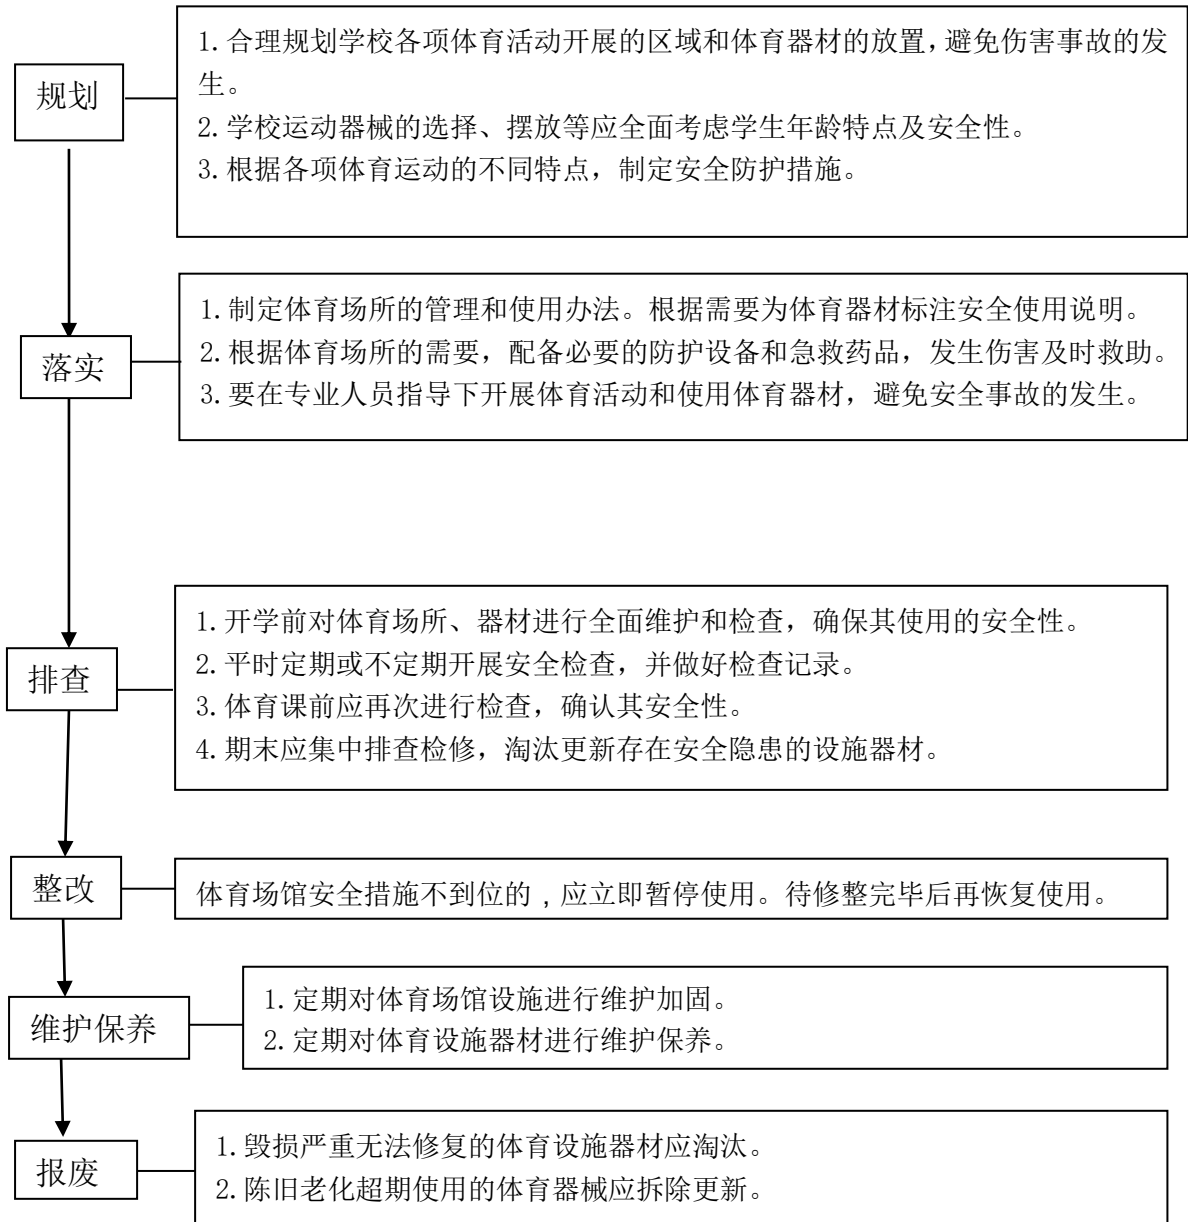 规划
1.合理规划学校各项体育活动开展的区域和体育器材的放置,避免伤害事故的发
生。
2.学校运动器械的选择、摆放等应全面考虑学生年龄特点及安全性。
3.根据各项体育运动的不同特点，制定安全防护措施。
落实
1.制定体育场所的管理和使用办法。根据需要为体育器材标注安全使用说明。
2.根据体育场所的需要，配备必要的防护设备和急救药品，发生伤害及时救助。
3.要在专业人员指导下开展体育活动和使用体育器材，避免安全事故的发生。
排查
1.开学前对体育场所、器材进行全面维护和检查，确保其使用的安全性。
2.平时定期或不定期开展安全检查，并做好检查记录。
3.体育课前应再次进行检查，确认其安全性。
4.期末应集中排查检修，淘汰更新存在安全隐患的设施器材。
整改
体育场馆安全措施不到位的,应立即暂停使用。待修整完毕后再恢复使用。
维护保养
1.定期对体育场馆设施进行维护加固。
2.定期对体育设施器材进行维护保养。
报废
1.毁损严重无法修复的体育设施器材应淘汰。
2.陈旧老化超期使用的体育器械应拆除更新。